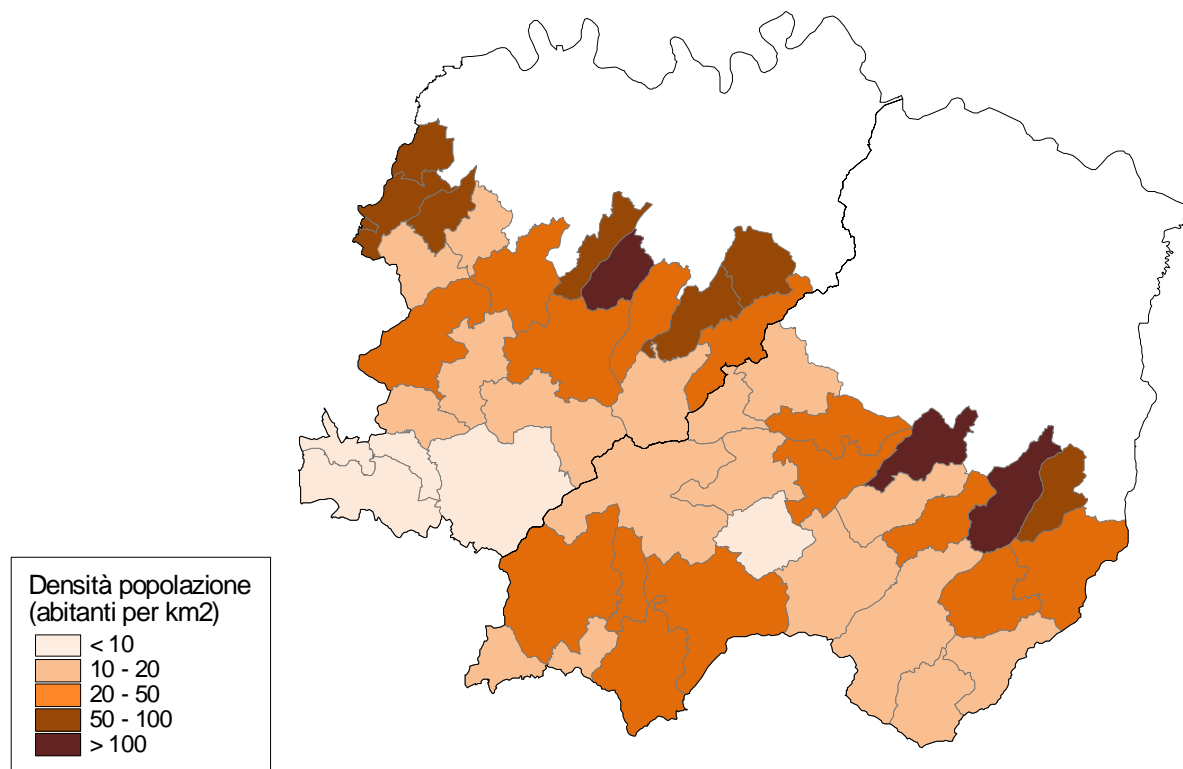 Densità popolazione
(abitanti per km2)
< 10
10 - 20
20 - 50
50 - 100
> 100